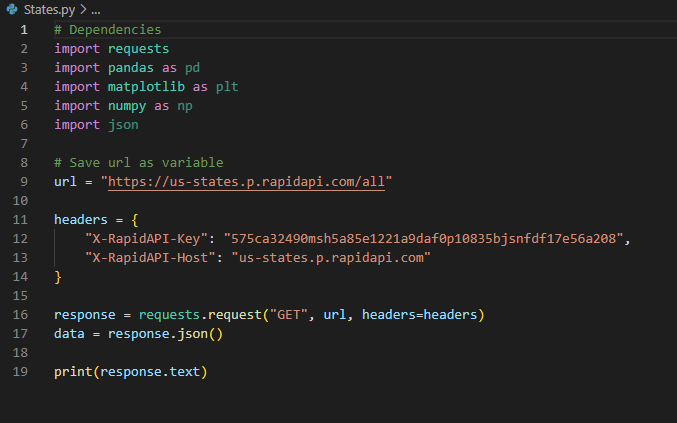 States.py > ...
1 # Dependencies
2 import requests
3 import pandas as pd
4 import matplotlib as plt
5 import numpy as np
6 import json
7
8 # Save url as variable
9 url = "https://us-states.p.rapidapi.com/all"
10
11 headers = {
12     "X-RapidAPI-Key": "575ca32490msh5a85e1221a9daf0p10835bjsnfdf17e56a208",
13     "X-RapidAPI-Host": "us-states.p.rapidapi.com"
14 }
15
16 response = requests.request("GET", url, headers=headers)
17 data = response.json()
18
19 print(response.text)